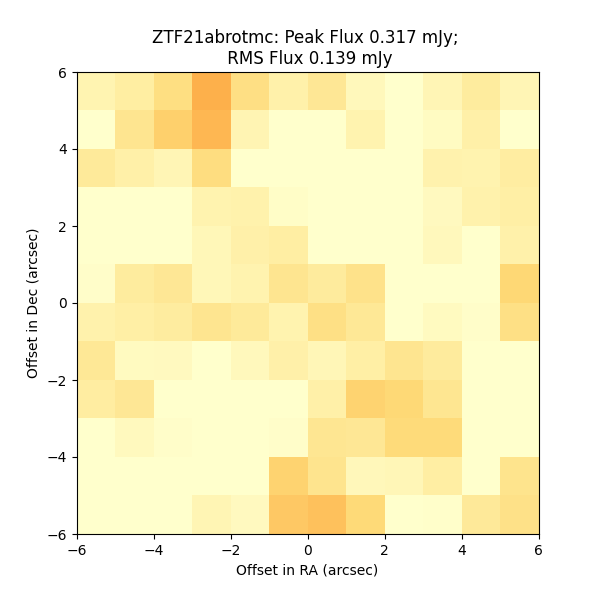 ZTF21abrotmc: Peak Flux 0.317 mJy;
RMS Flux 0.139 mJy
6
4
2
0
−2
−4
−6
Offset in Dec (arcsec)
−6 −4 −2 0 2 4 6
Offset in RA (arcsec)